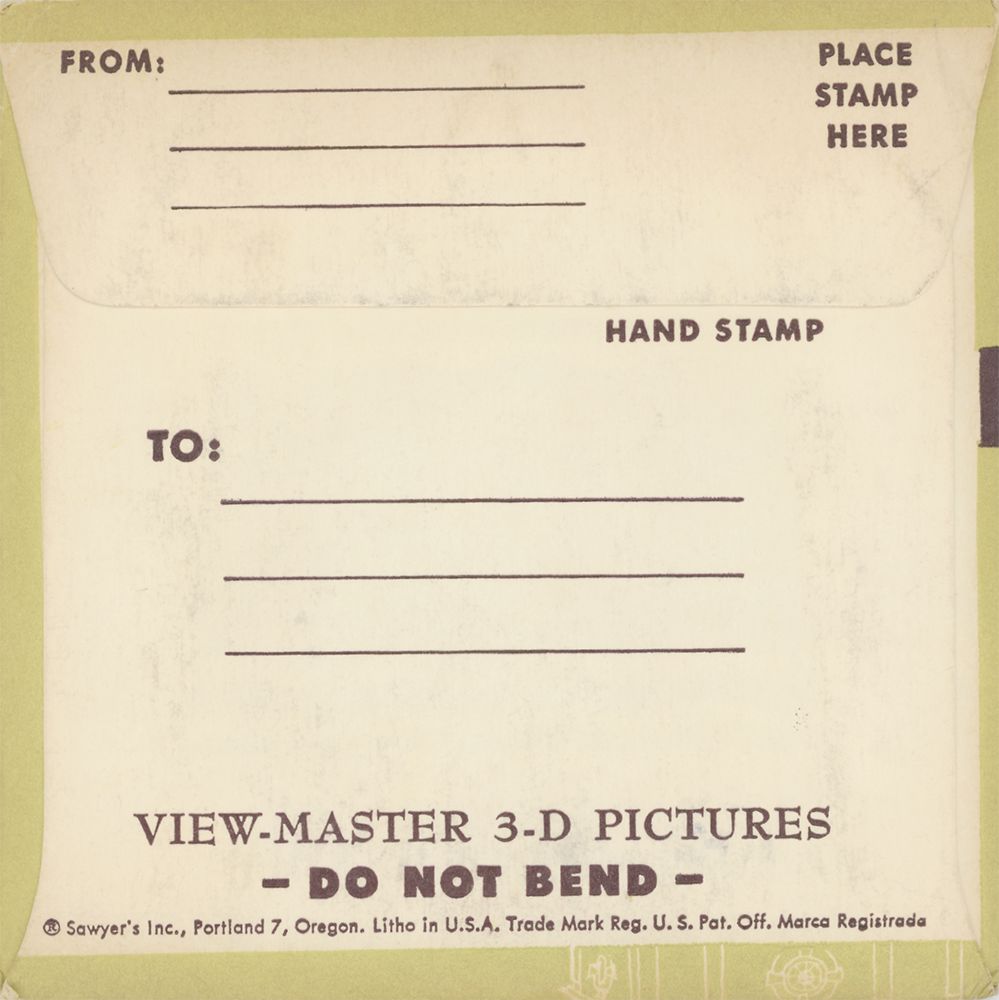 FROM:
PLACE
STAMP
HERE
HAND STAMP
TO:
VIEW-MASTER 3-D PICTURES
– DO NOT BEND –
® Sawyer's Inc., Portland 7, Oregon. Litho in U.S.A. Trade Mark Reg. U. S. Pat. Off. Marca Registrada